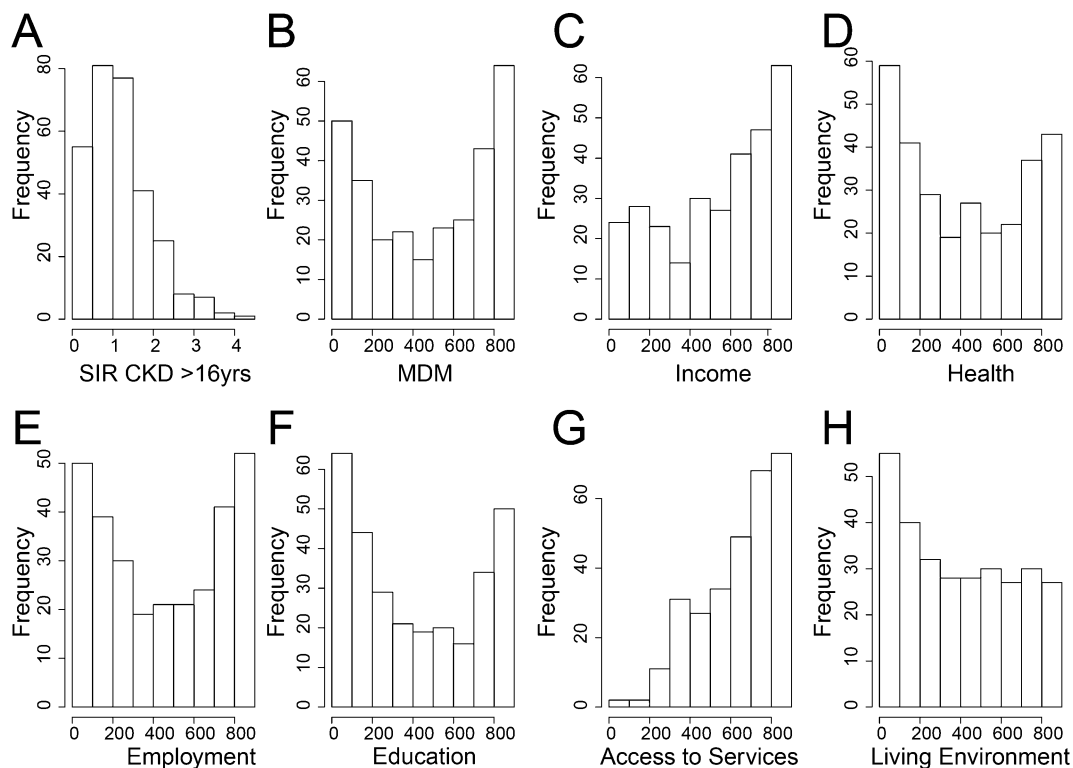 A
Frequency
0 20 40 60 80
0 1 2 3 4
SIR CKD >16yrs
B
Frequency
0 10 20 30 40 50 60
0 200 400 600 800
MDM
C
Frequency
0 10 20 30 40 50 60
0 200 400 600 800
Income
D
Frequency
0 10 20 30 40 50 60
0 200 400 600 800
Health
E
Frequency
0 10 20 30 40 50
0 200 400 600 800
Employment
F
Frequency
0 10 20 30 40 50 60
0 200 400 600 800
Education
G
Frequency
0 20 40 60
0 200 400 600 800
Access to Services
H
Frequency
0 10 20 30 40 50
0 200 400 600 800
Living Environment